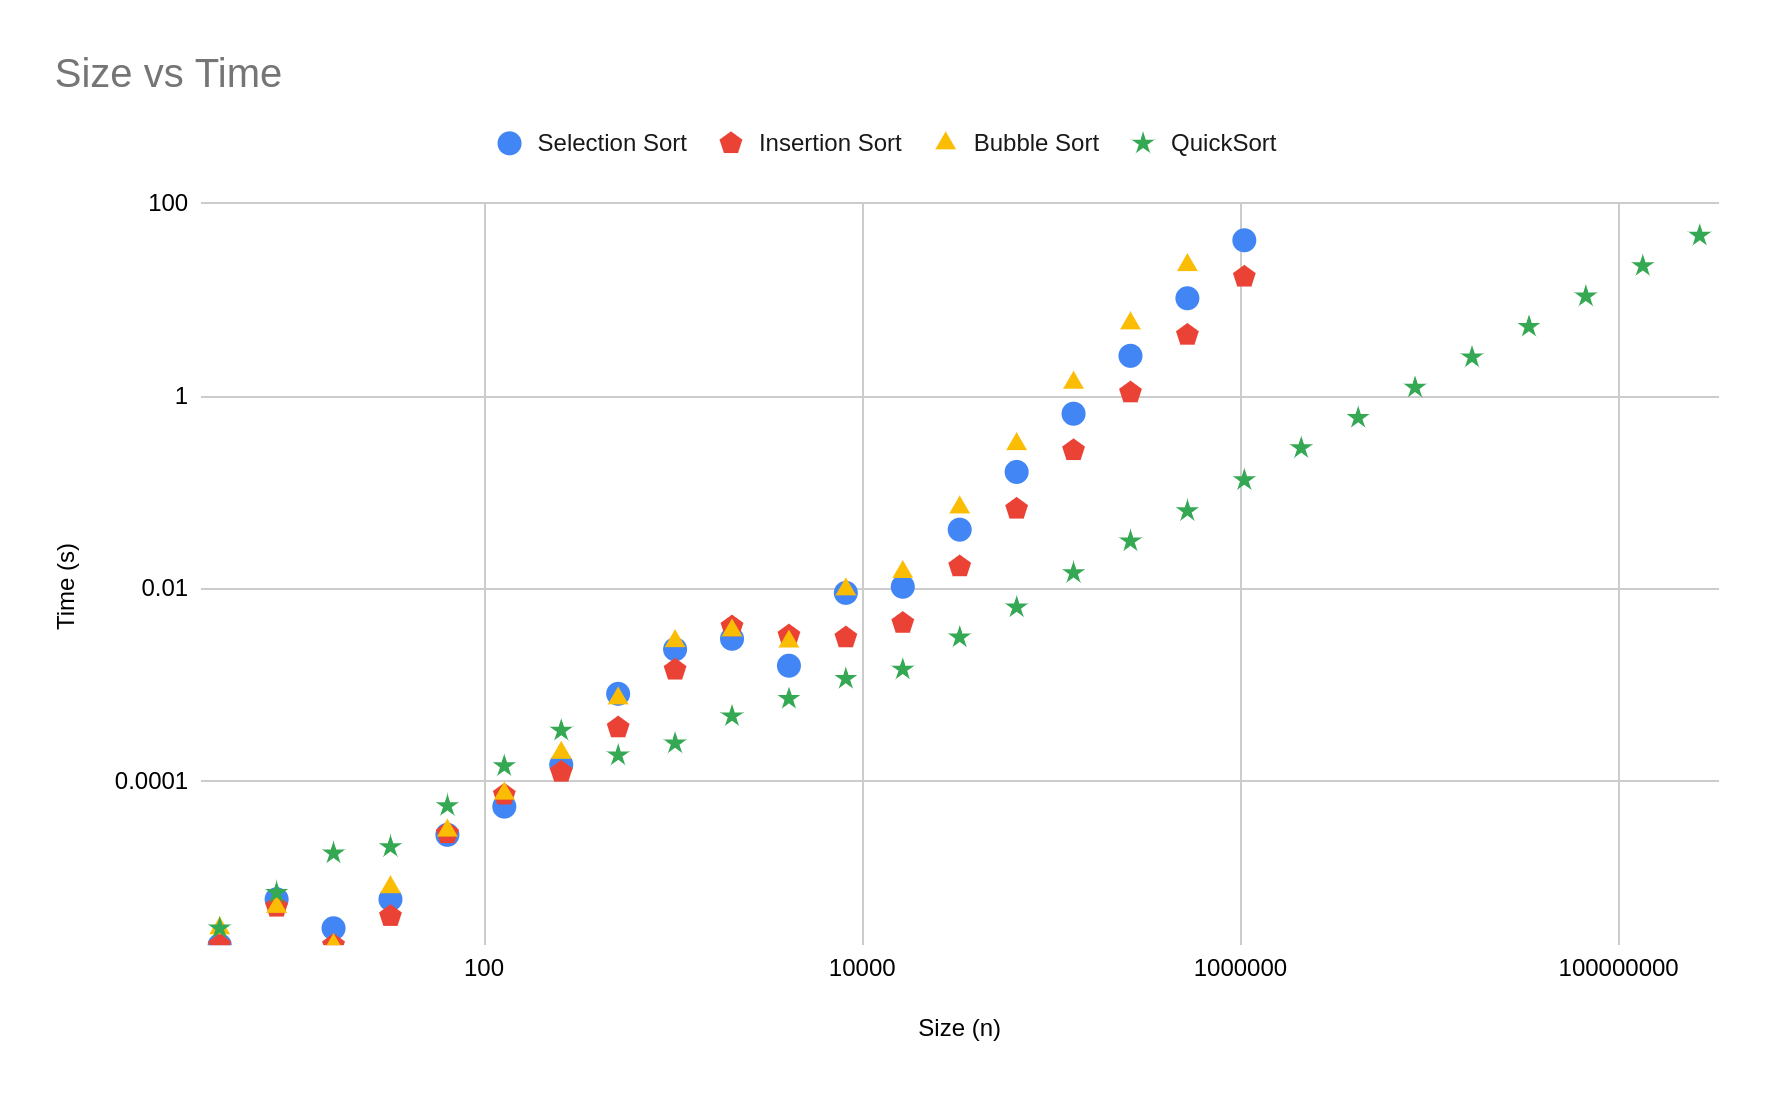 Size vs Time
Selection Sort Insertion Sort Bubble Sort QuickSort
100
1
0.01
0.0001
Time (s)
100 10000 1000000 100000000
Size (n)